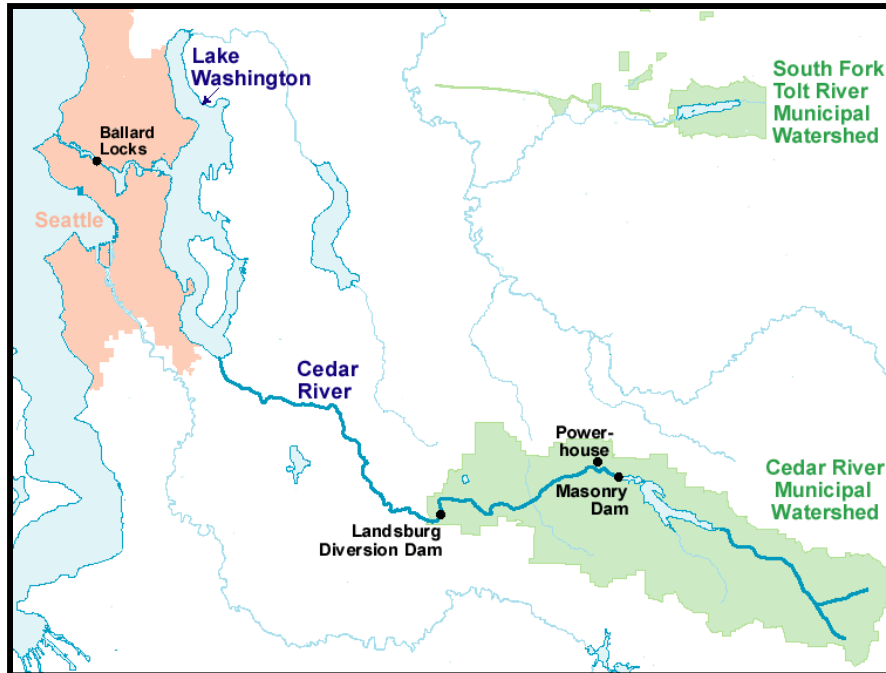 Lake
Washington
South Fork
Tolt River
Municipal
Watershed
Ballard
Locks
Seattle
Cedar
River
Power-
house
Masonry
Dam
Cedar River
Municipal
Watershed
Landsburg
Diversion Dam